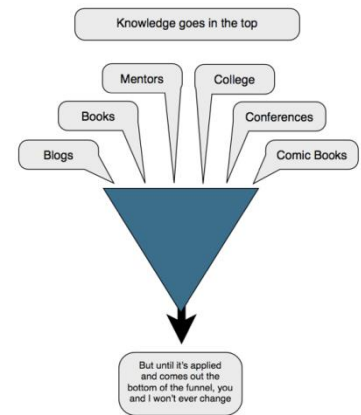 Knowledge goes in the top
Mentors
College
Books
Conferences
Blogs
Comic Books
But until it's applied
and comes out the
bottom of the funnel, you
and I won't ever change